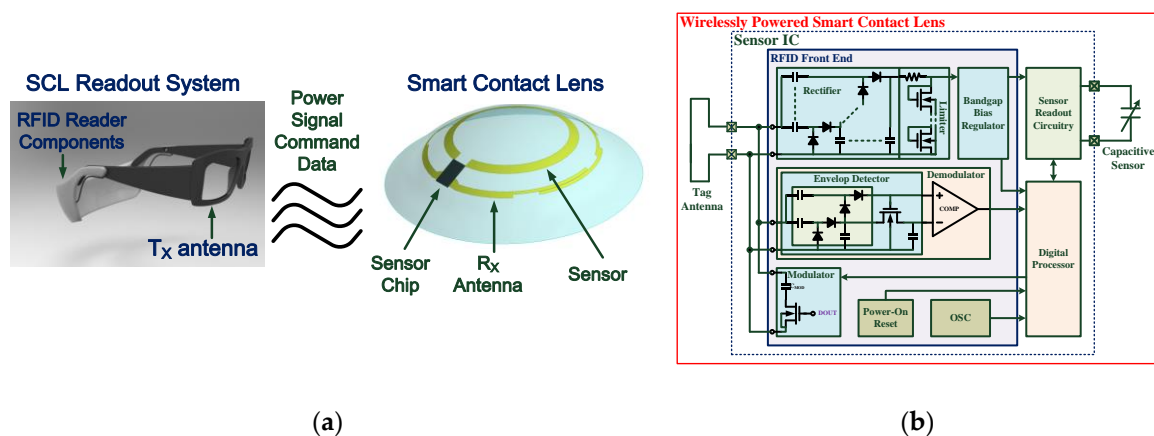 SCL Readout System
RFID Reader
Components
TX antenna
Power
Signal
Command
Data
Smart Contact Lens
Sensor
Chip
RX
Antenna
Sensor
(a)
Wirelessly Powered Smart Contact Lens
Sensor IC
RFID Front End
Rectifier
Limiter
Bandgap
Bias
Regulator
Sensor
Readout
Circuitry
Capacitive
Sensor
Tag
Antenna
Envelop Detector
Demodulator
+
COMP
−
Digital
Processor
Modulator
DOUT
Power-On
Reset
OSC
(b)